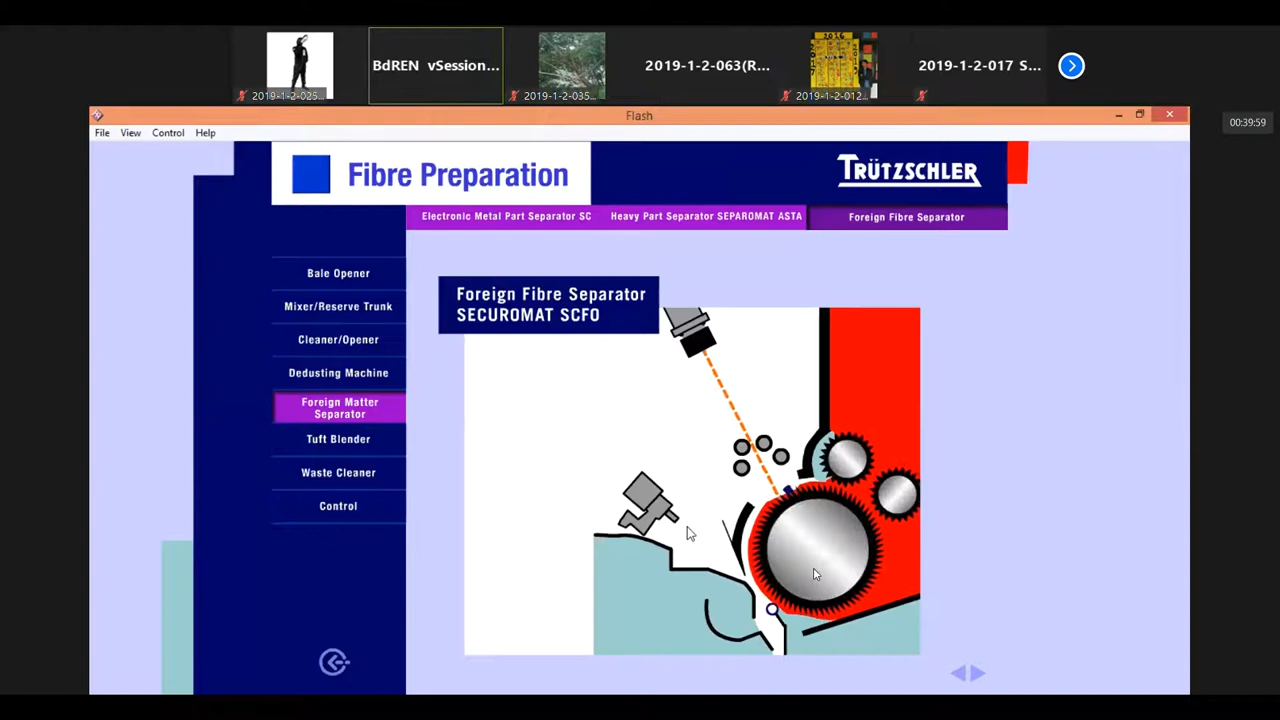 BdREN vSession...
2019-1-2-063(R...
2019-1-2-017 S...
2019-1-2-025...
2019-1-2-035...
2016
2019-1-2-012...
Flash
00:39:59
File View Control Help
Fibre Preparation
TRÜTZSCHLER
Electronic Metal Part Separator SC
Heavy Part Separator SEPAROMAT ASTA
Foreign Fibre Separator
Bale Opener
Mixer/Reserve Trunk
Cleaner/Opener
Dedusting Machine
Foreign Matter
Separator
Tuft Blender
Waste Cleaner
Control
Foreign Fibre Separator
SECUROMAT SCFO